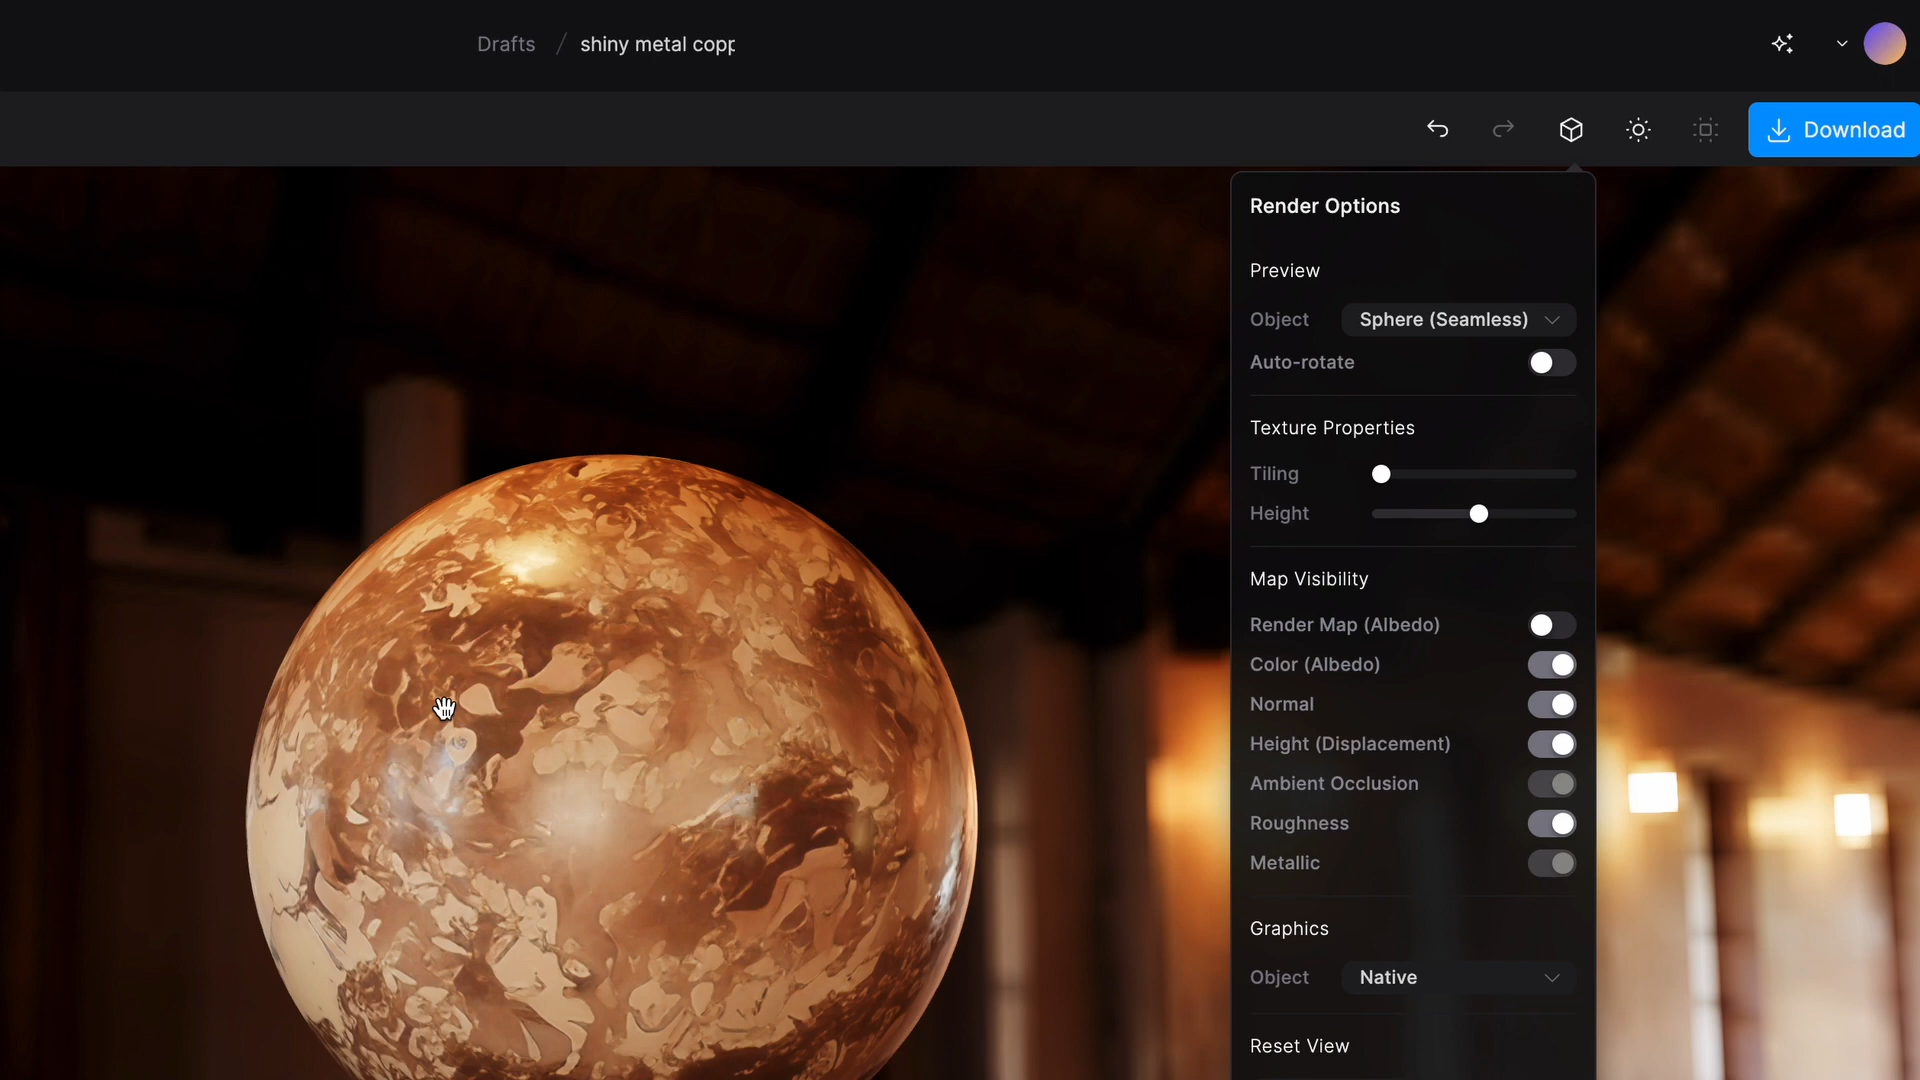 Drafts / shiny metal copp
Download
Render Options
Preview
Object Sphere (Seamless)
Auto-rotate
Texture Properties
Tiling
Height
Map Visibility
Render Map (Albedo)
Color (Albedo)
Normal
Height (Displacement)
Ambient Occlusion
Roughness
Metallic
Graphics
Object Native
Reset View